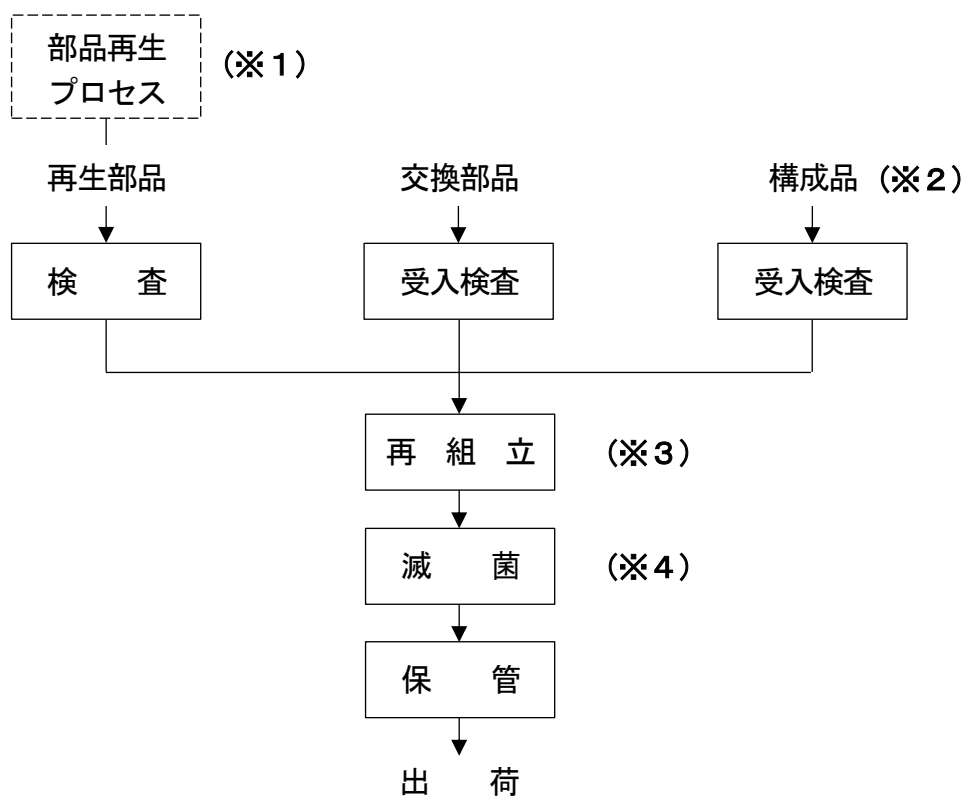 部品再生
プロセス
(※1)
再生部品
交換部品
構成品 (※2)
検 査
受入検査
受入検査
再 組 立
(※3)
滅 菌
(※4)
保 管
出 荷